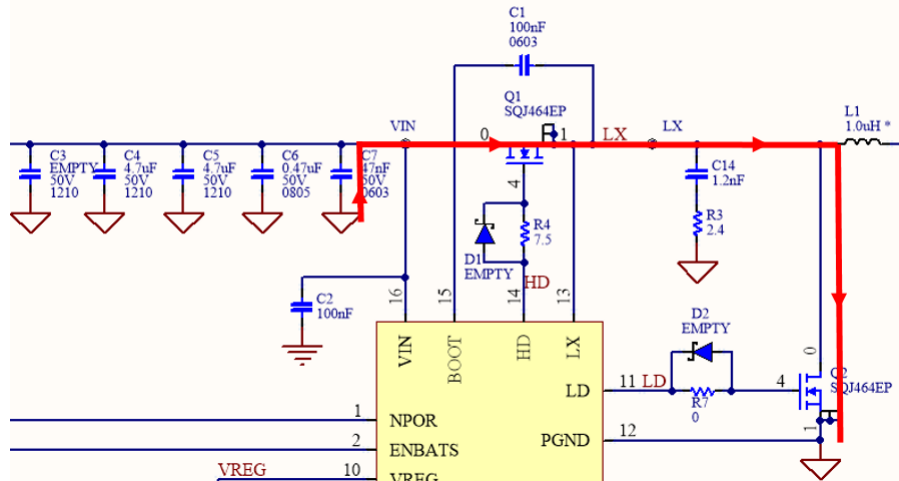 C1
100nF
0603
Q1
SQJ464EP
VIN
0
1
LX
LX
L1
1.0uH *
C3
EMPTY
50V
1210
C4
4.7uF
50V
1210
C5
4.7uF
50V
1210
C6
0.47uF
50V
0805
C7
47nF
50V
0603
C14
1.2nF
4
R4
7.5
R3
2.4
D1
EMPTY
HD
C2
100nF
16
15
14
13
D2
EMPTY
VIN
BOOT
HD
LX
0
Q2
SQJ464EP
LD
11
LD
4
R7
0
1
NPOR
PGND
12
1
2
ENBATS
VREG
10
VREG